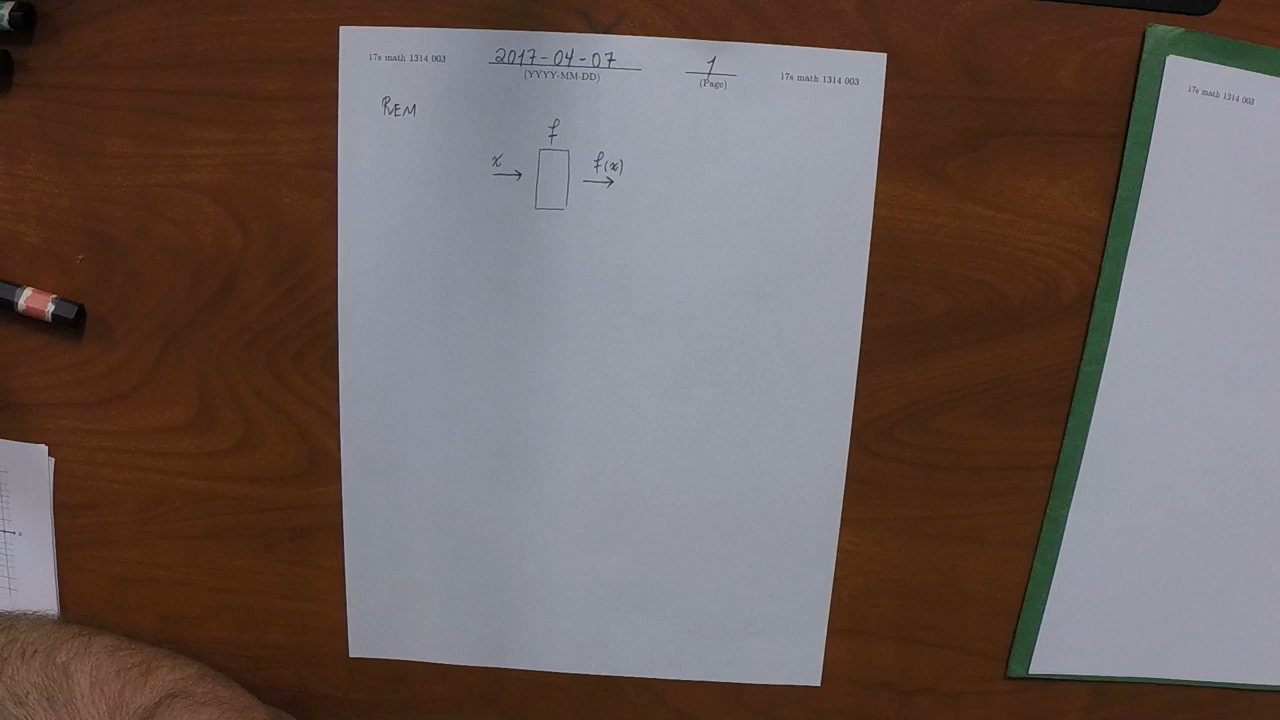 17s math 1314 003 2017-04-07 1 17s math 1314 003
(YYYY-MM-DD) (Page)
REM
f
x f(x)
17s math 1314 003